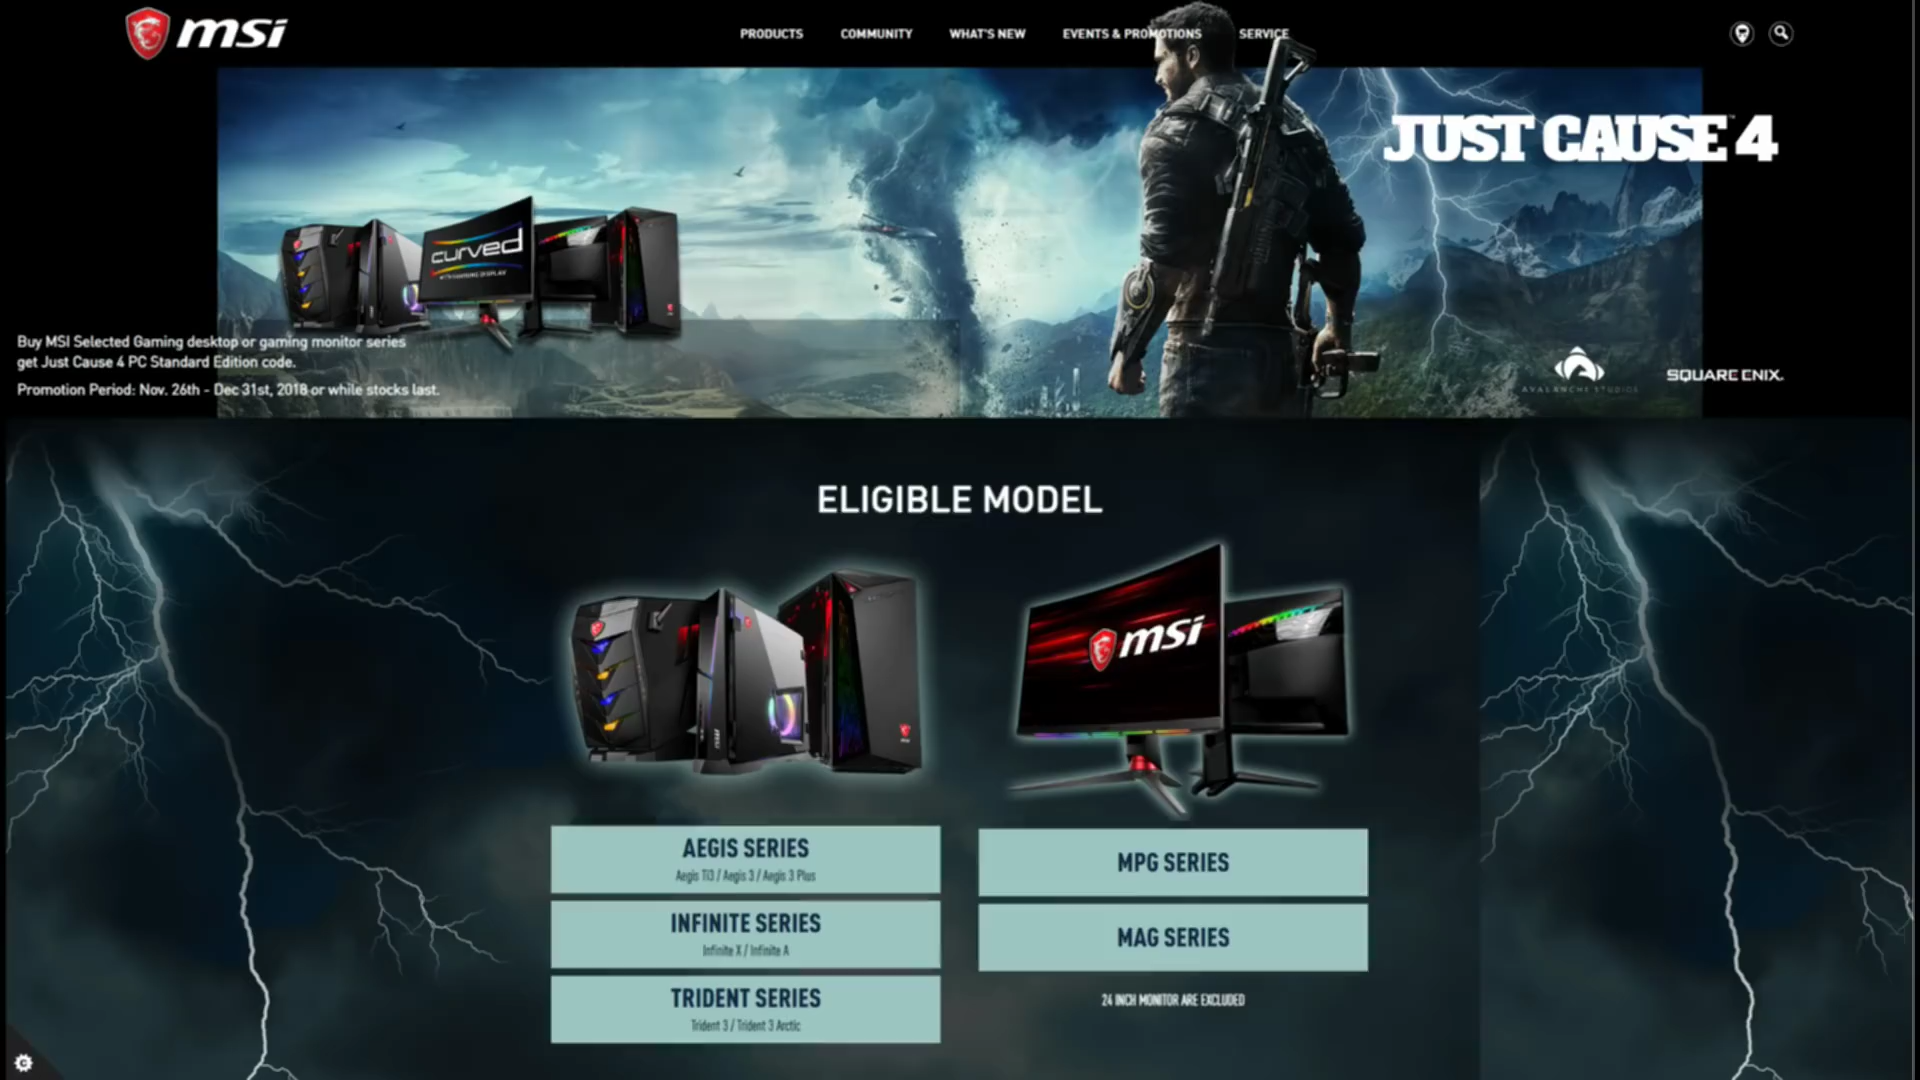 msi
PRODUCTS
COMMUNITY
WHAT'S NEW
EVENTS & PROMOTIONS
SERVICE
JUST CAUSE 4
curved
Buy MSI Selected Gaming desktop or gaming monitor series
get Just Cause 4 PC Standard Edition code.
Promotion Period: Nov. 26th - Dec 31st, 2018 or while stocks last.
AVALANCHE STUDIOS
SQUARE ENIX.
ELIGIBLE MODEL
msi
AEGIS SERIES
Aegis Ti3 / Aegis 3 / Aegis 3 Plus
INFINITE SERIES
Infinite X / Infinite A
TRIDENT SERIES
Trident 3 / Trident 3 Arctic
MPG SERIES
MAG SERIES
24 INCH MONITOR ARE EXCLUDED